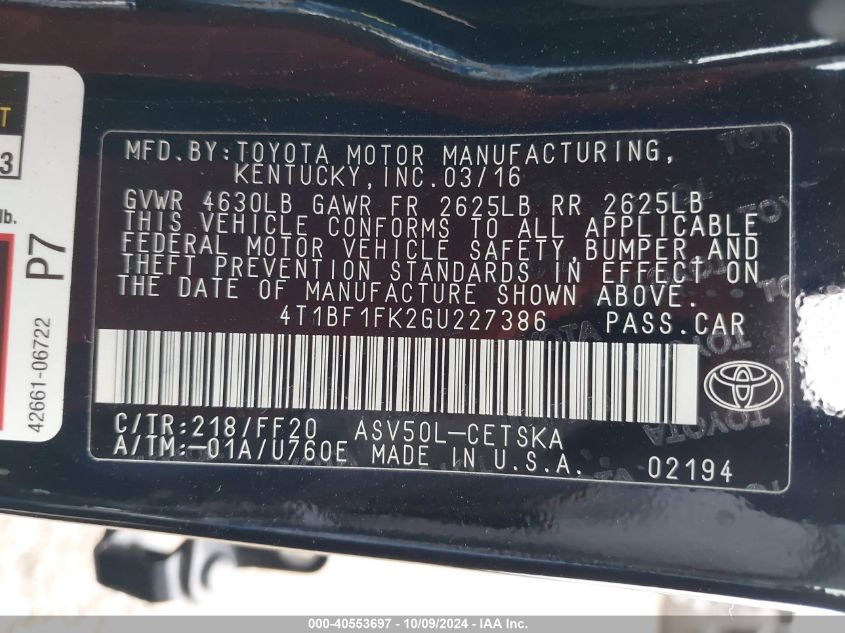 T
3
lb.
P7
42661-06722
MFD.BY:TOYOTA MOTOR MANUFACTURING,
KENTUCKY,INC.03/16
GVWR 4630LB GAWR FR 2625LB RR 2625LB
THIS VEHICLE CONFORMS TO ALL APPLICABLE
FEDERAL MOTOR VEHICLE SAFETY,BUMPER,AND
THEFT PREVENTION STANDARDS IN EFFECT ON
THE DATE OF MANUFACTURE SHOWN ABOVE.
4T1BF1FK2GU227386 PASS.CAR
C/TR:218/FF20 ASV50L-CETSKA
A/TM:-01A/U760E MADE IN U.S.A. 02194
TOYOTA
000-40553697 - 10/09/2024 - IAA Inc.